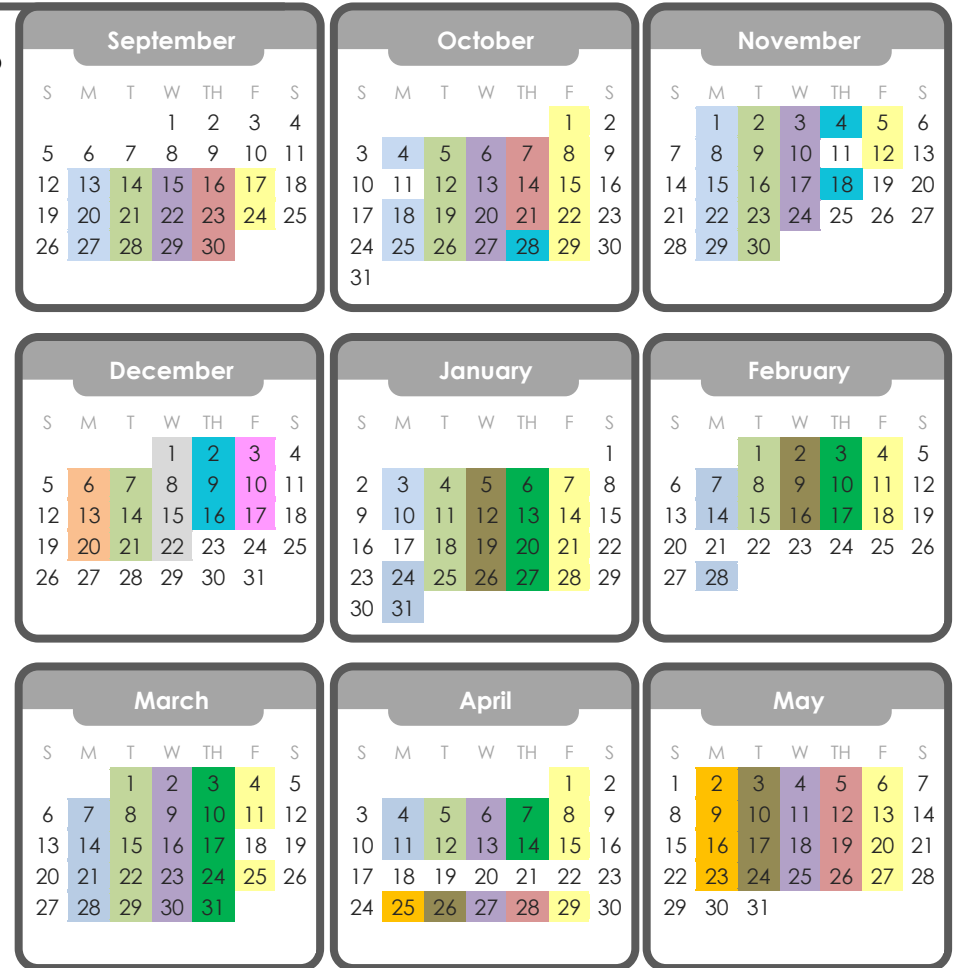 September
S M T W TH F S
1 2 3 4
5 6 7 8 9 10 11
12 13 14 15 16 17 18
19 20 21 22 23 24 25
26 27 28 29 30
October
S M T W TH F S
1 2
3 4 5 6 7 8 9
10 11 12 13 14 15 16
17 18 19 20 21 22 23
24 25 26 27 28 29 30
31
November
S M T W TH F S
1 2 3 4 5 6
7 8 9 10 11 12 13
14 15 16 17 18 19 20
21 22 23 24 25 26 27
28 29 30
December
S M T W TH F S
1 2 3 4
5 6 7 8 9 10 11
12 13 14 15 16 17 18
19 20 21 22 23 24 25
26 27 28 29 30 31
January
S M T W TH F S
1
2 3 4 5 6 7 8
9 10 11 12 13 14 15
16 17 18 19 20 21 22
23 24 25 26 27 28 29
30 31
February
S M T W TH F S
1 2 3 4 5
6 7 8 9 10 11 12
13 14 15 16 17 18 19
20 21 22 23 24 25 26
27 28
March
S M T W TH F S
1 2 3 4 5
6 7 8 9 10 11 12
13 14 15 16 17 18 19
20 21 22 23 24 25 26
27 28 29 30 31
April
S M T W TH F S
1 2
3 4 5 6 7 8 9
10 11 12 13 14 15 16
17 18 19 20 21 22 23
24 25 26 27 28 29 30
May
S M T W TH F S
1 2 3 4 5 6 7
8 9 10 11 12 13 14
15 16 17 18 19 20 21
22 23 24 25 26 27 28
29 30 31